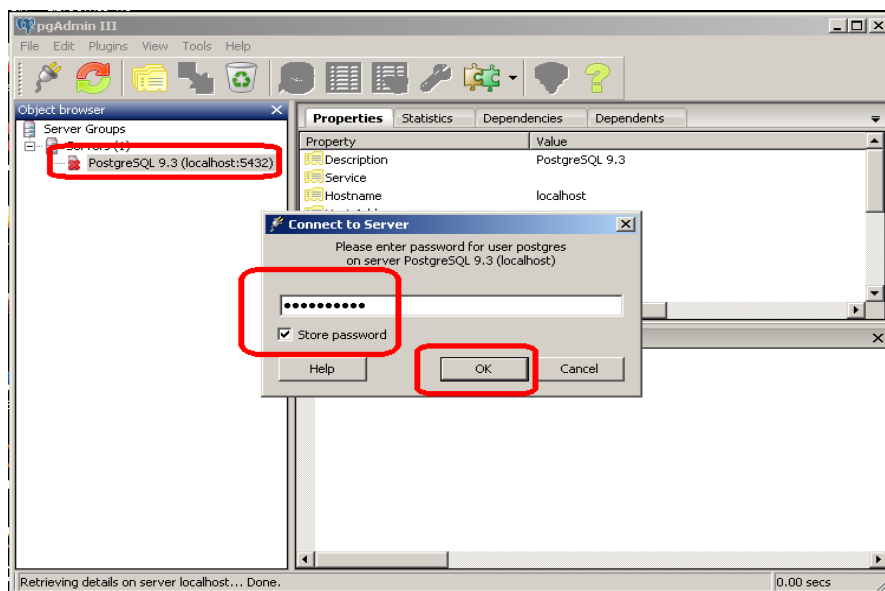 pgAdmin III
File Edit Plugins View Tools Help
Object browser
Server Groups
Servers (1)
PostgreSQL 9.3 (localhost:5432)
Properties Statistics Dependencies Dependents
Property Value
Description PostgreSQL 9.3
Service
Hostname localhost
Connect to Server
Please enter password for user postgres
on server PostgreSQL 9.3 (localhost)
Store password
Help OK Cancel
Retrieving details on server localhost... Done. 0.00 secs